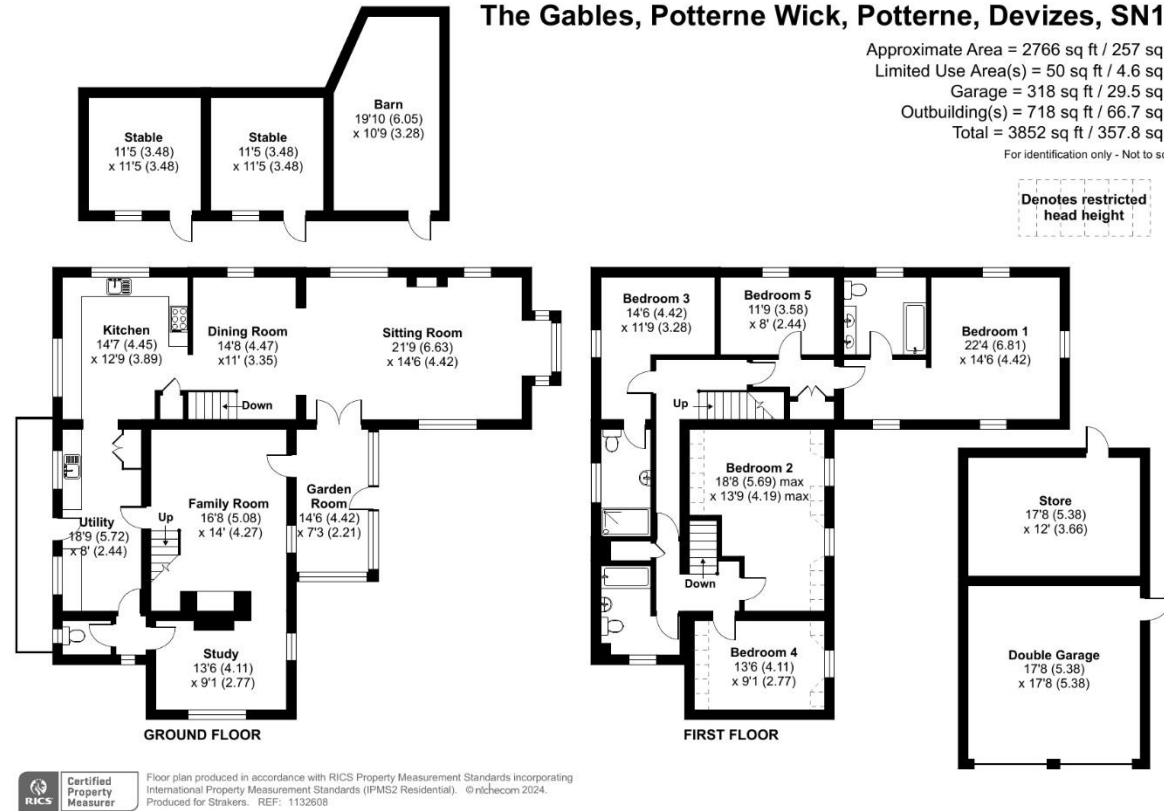 The Gables, Potterne Wick, Potterne, Devizes, SN1
Approximate Area = 2766 sq ft / 257 sq
Limited Use Area(s) = 50 sq ft / 4.6 sq
Garage = 318 sq ft / 29.5 sq
Outbuilding(s) = 718 sq ft / 66.7 sq
Total = 3852 sq ft / 357.8 sq
For identification only - Not to sc
Denotes restricted
head height
Stable
11'5 (3.48)
x 11'5 (3.48)
Stable
11'5 (3.48)
x 11'5 (3.48)
Barn
19'10 (6.05)
x 10'9 (3.28)
Kitchen
14'7 (4.45)
x 12'9 (3.89)
Dining Room
14'8 (4.47)
x11' (3.35)
Sitting Room
21'9 (6.63)
x 14'6 (4.42)
Down
Utility
18'9 (5.72)
x 8' (2.44)
Up
Family Room
16'8 (5.08)
x 14' (4.27)
Garden
Room
14'6 (4.42)
x 7'3 (2.21)
Study
13'6 (4.11)
x 9'1 (2.77)
GROUND FLOOR
Bedroom 3
14'6 (4.42)
x 11'9 (3.28)
Bedroom 5
11'9 (3.58)
x 8' (2.44)
Bedroom 1
22'4 (6.81)
x 14'6 (4.42)
Up
Bedroom 2
18'8 (5.69) max
x 13'9 (4.19) max
Down
Bedroom 4
13'6 (4.11)
x 9'1 (2.77)
FIRST FLOOR
Store
17'8 (5.38)
x 12' (3.66)
Double Garage
17'8 (5.38)
x 17'8 (5.38)
RICS
Certified
Property
Measurer
Floor plan produced in accordance with RICS Property Measurement Standards incorporating
International Property Measurement Standards (IPMS2 Residential). © nichecom 2024.
Produced for Strakers. REF: 1132608